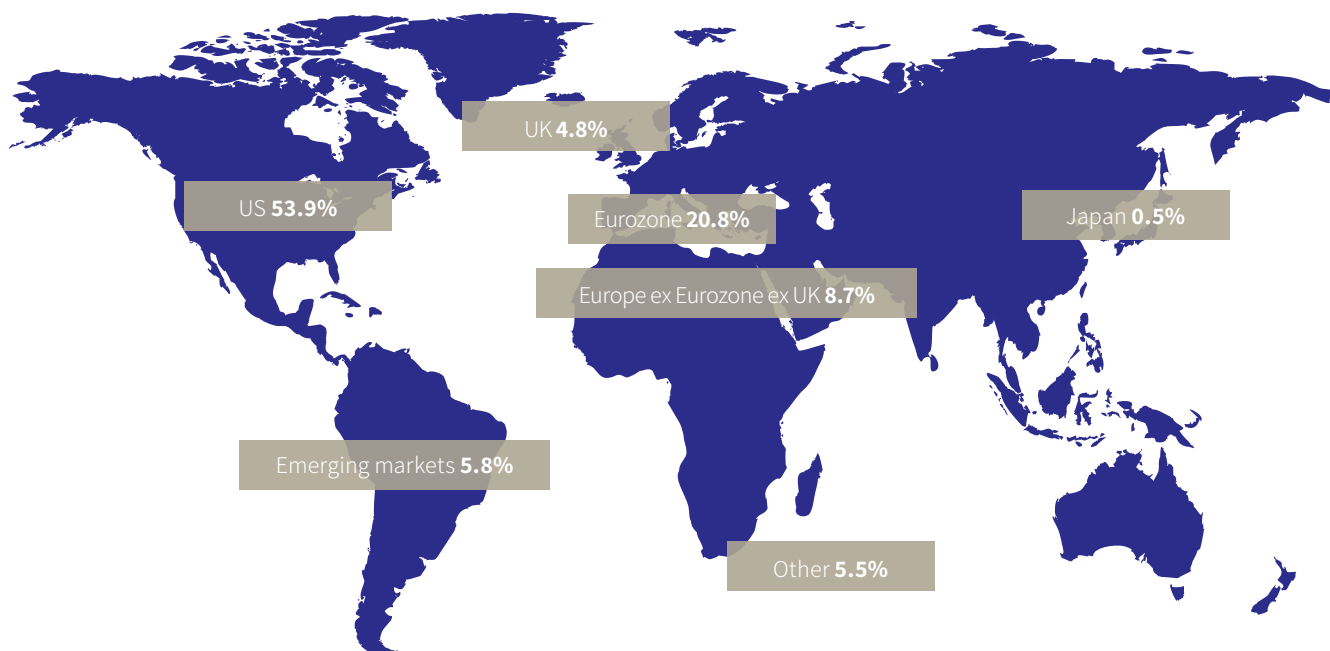 UK 4.8%
US 53.9%
Eurozone 20.8%
Japan 0.5%
Europe ex Eurozone ex UK 8.7%
Emerging markets 5.8%
Other 5.5%